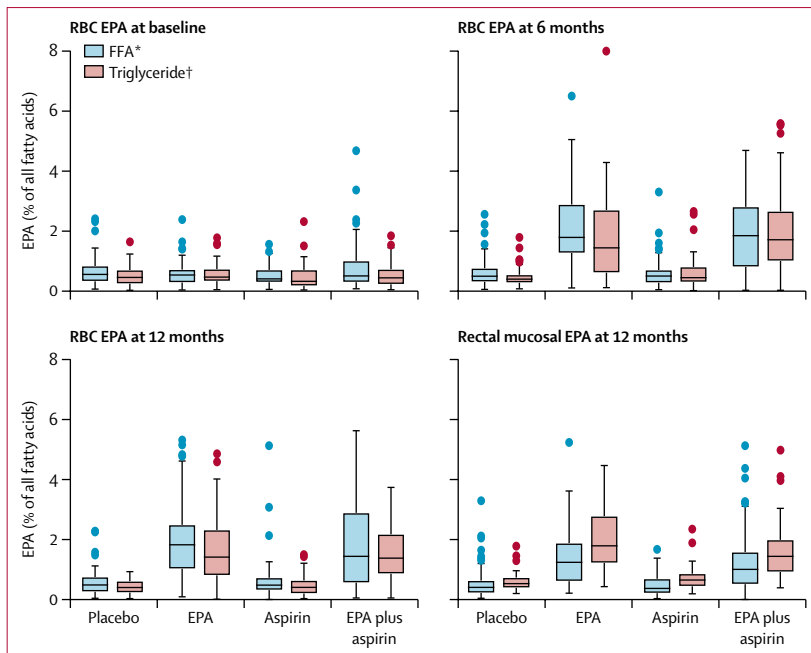 RBC EPA at baseline
RBC EPA at 6 months
8
6
4
2
0
EPA (% of all fatty acids)
FFA*
Triglyceride†
RBC EPA at 12 months
Rectal mucosal EPA at 12 months
8
6
4
2
0
EPA (% of all fatty acids)
Placebo
EPA
Aspirin
EPA plus
aspirin
Placebo
EPA
Aspirin
EPA plus
aspirin